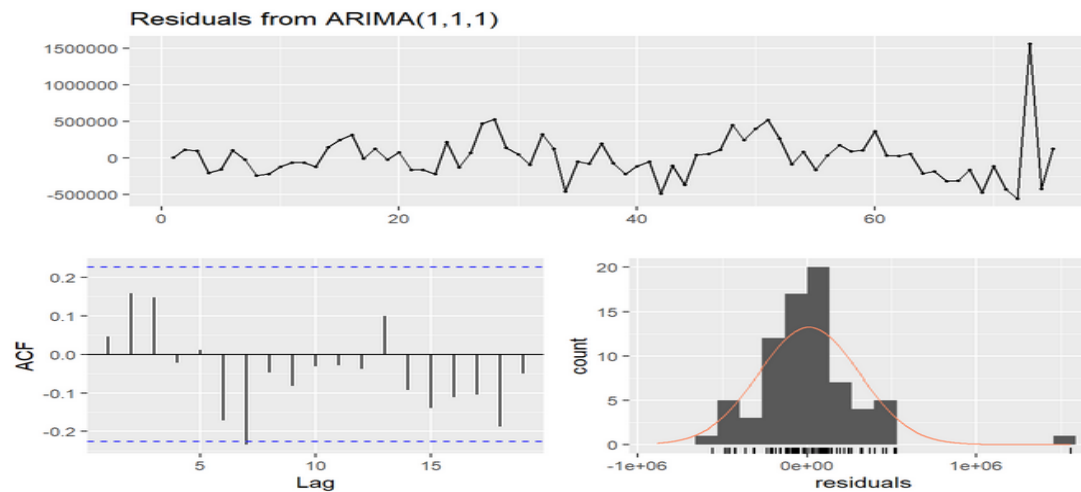 Residuals from ARIMA(1,1,1)
1500000
1000000
500000
0
-500000
0 20 40 60
0.2
0.1
0.0
-0.1
-0.2
ACF
5 10 15
Lag
20
15
10
5
0
count
-1e+06 0e+00 1e+06
residuals